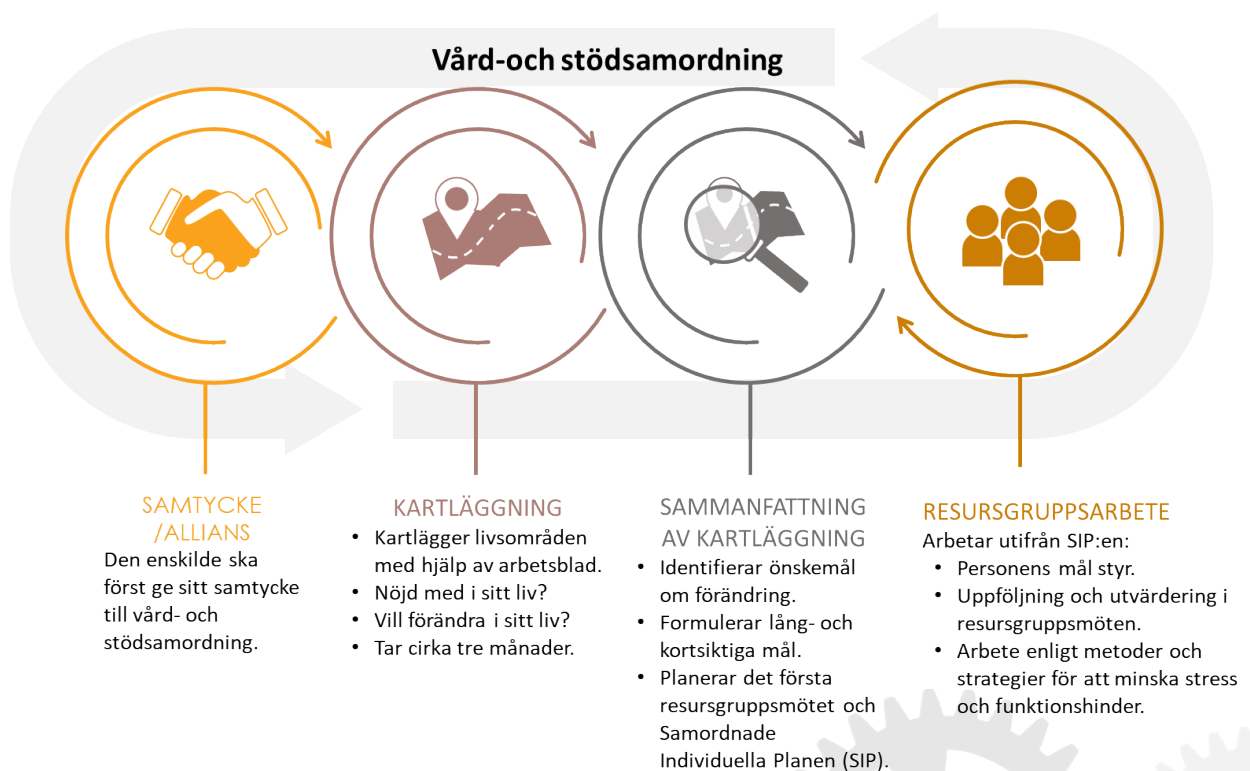 Vård-och stödsamordning
SAMTYCKE
/ALLIANS
Den enskilde ska
först ge sitt samtycke
till vård- och
stödsamordning.
KARTLÄGGNING
• Kartlägger livsområden
med hjälp av arbetsblad.
• Nöjd med i sitt liv?
• Vill förändra i sitt liv?
• Tar cirka tre månader.
SAMMANFATTNING
AV KARTLÄGGNING
• Identifierar önskemål
om förändring.
• Formulerar lång- och
kortsiktiga mål.
• Planerar det första
resursgruppsmötet och
Samordnade
Individuella Planen (SIP).
RESURSGRUPPSARBETE
Arbetar utifrån SIP:en:
• Personens mål styr.
• Uppföljning och utvärdering i
resursgruppsmöten.
• Arbete enligt metoder och
strategier för att minska stress
och funktionshinder.